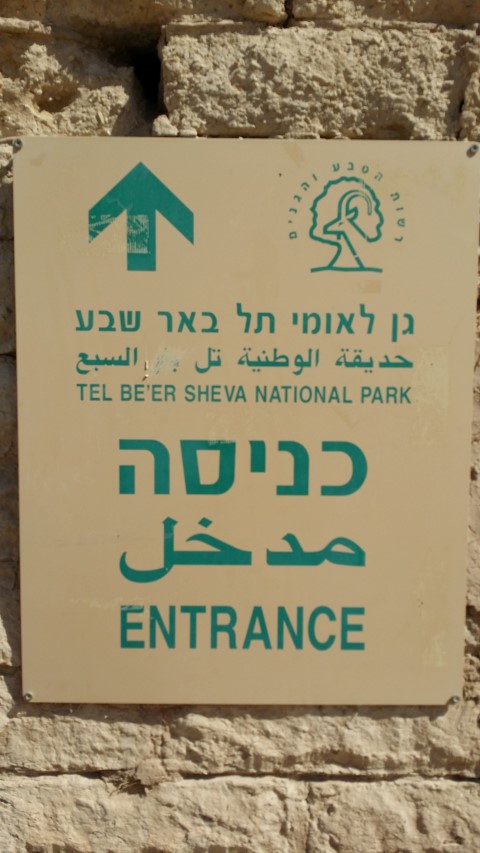 רשות הטבע והגנים
גן לאומי תל באר שבע
حديقة الوطنية تل السبع
TEL BE'ER SHEVA NATIONAL PARK
כניסה
مدخل
ENTRANCE